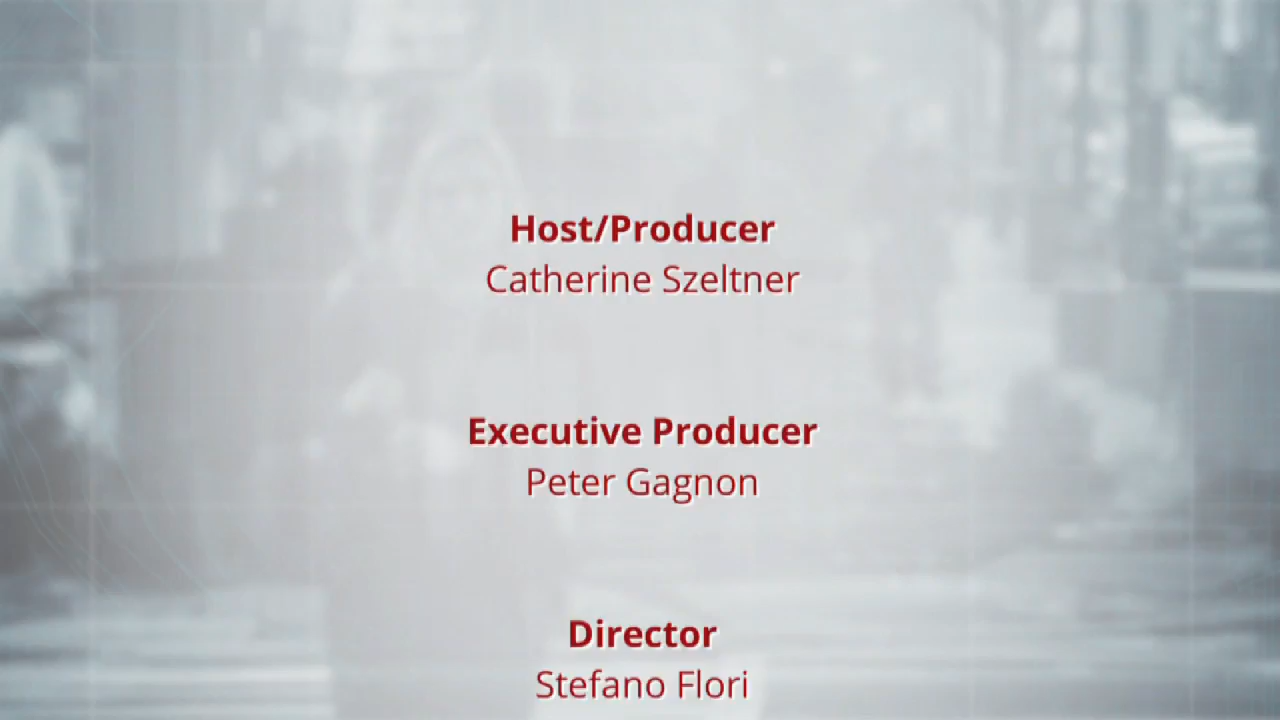 Host/Producer
Catherine Szeltner
Executive Producer
Peter Gagnon
Director
Stefano Flori